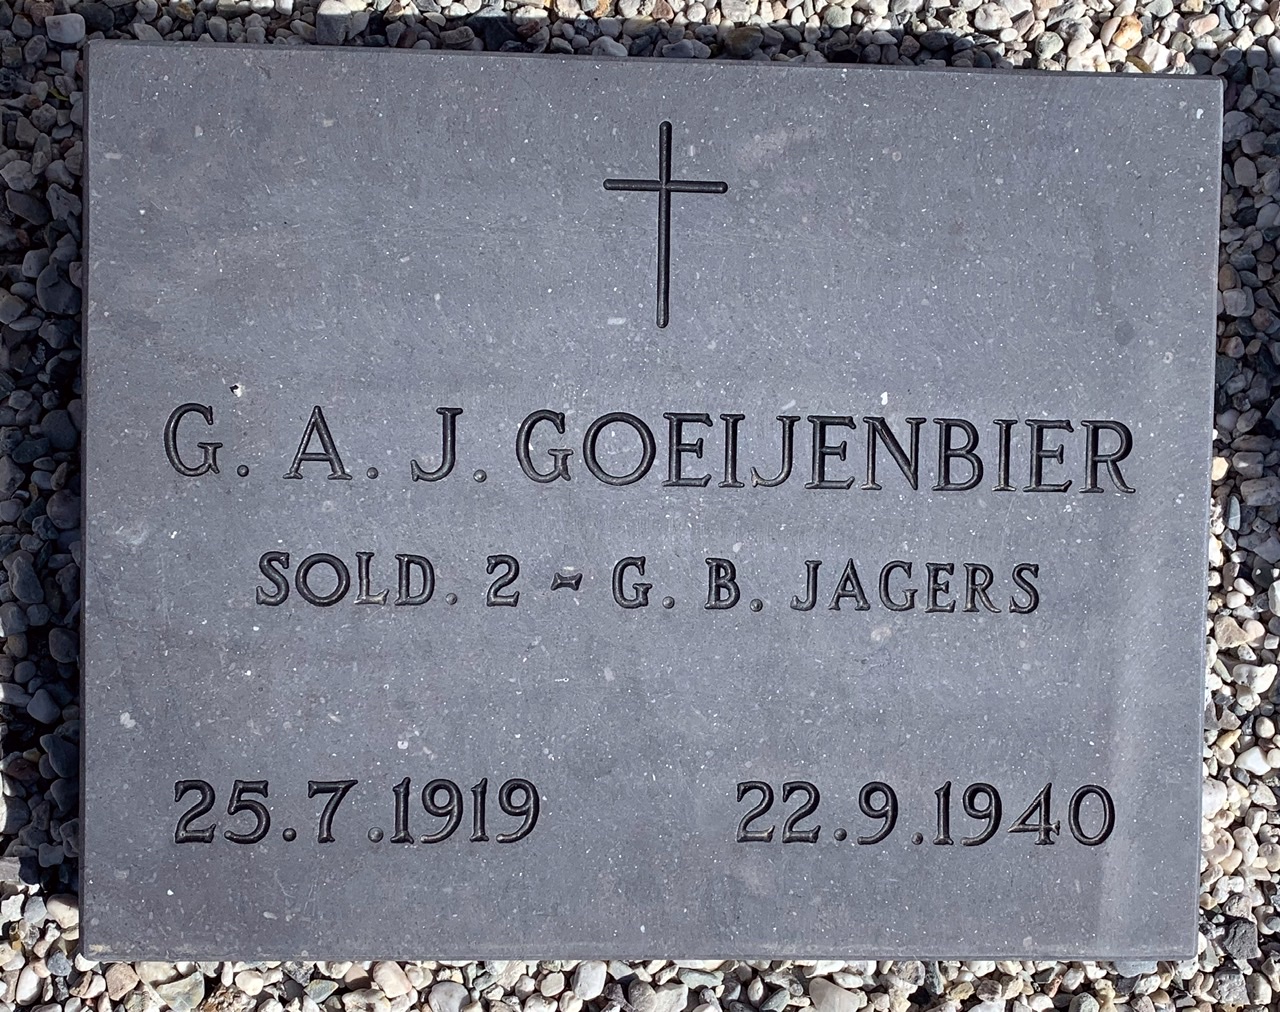 G. A. J. GOEIJENBIER
SOLD. 2 - G. B. JAGERS
25.7.1919 22.9.1940